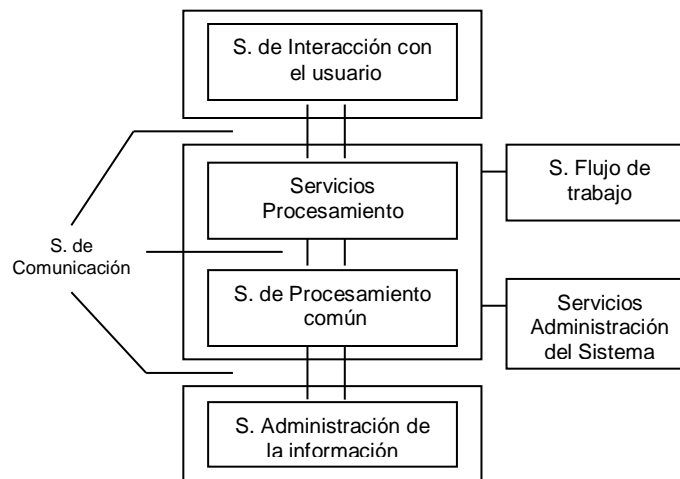 S. de Interacción con
el usuario
Servicios
Procesamiento
S. Flujo de
trabajo
S. de
Comunicación
S. de Procesamiento
común
Servicios
Administración
del Sistema
S. Administración de
la información